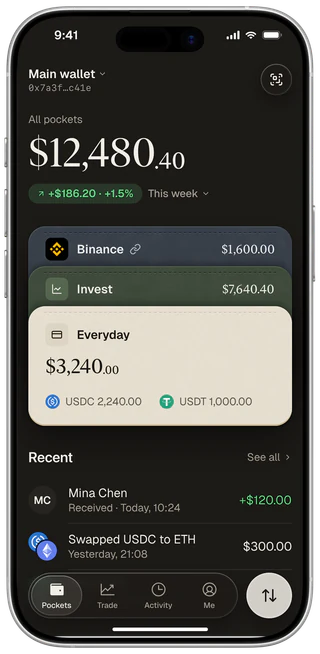 9:41
Main wallet
0x7a3f…c41e
All pockets
$12,480.40
+$186.20 · +1.5% This week
Binance $1,600.00
Invest $7,640.40
Everyday
$3,240.00
USDC 2,240.00 USDT 1,000.00
Recent See all
MC
Mina Chen
Received · Today, 10:24
+$120.00
Swapped USDC to ETH
Yesterday, 21:08
$300.00
Pockets Trade Activity Me